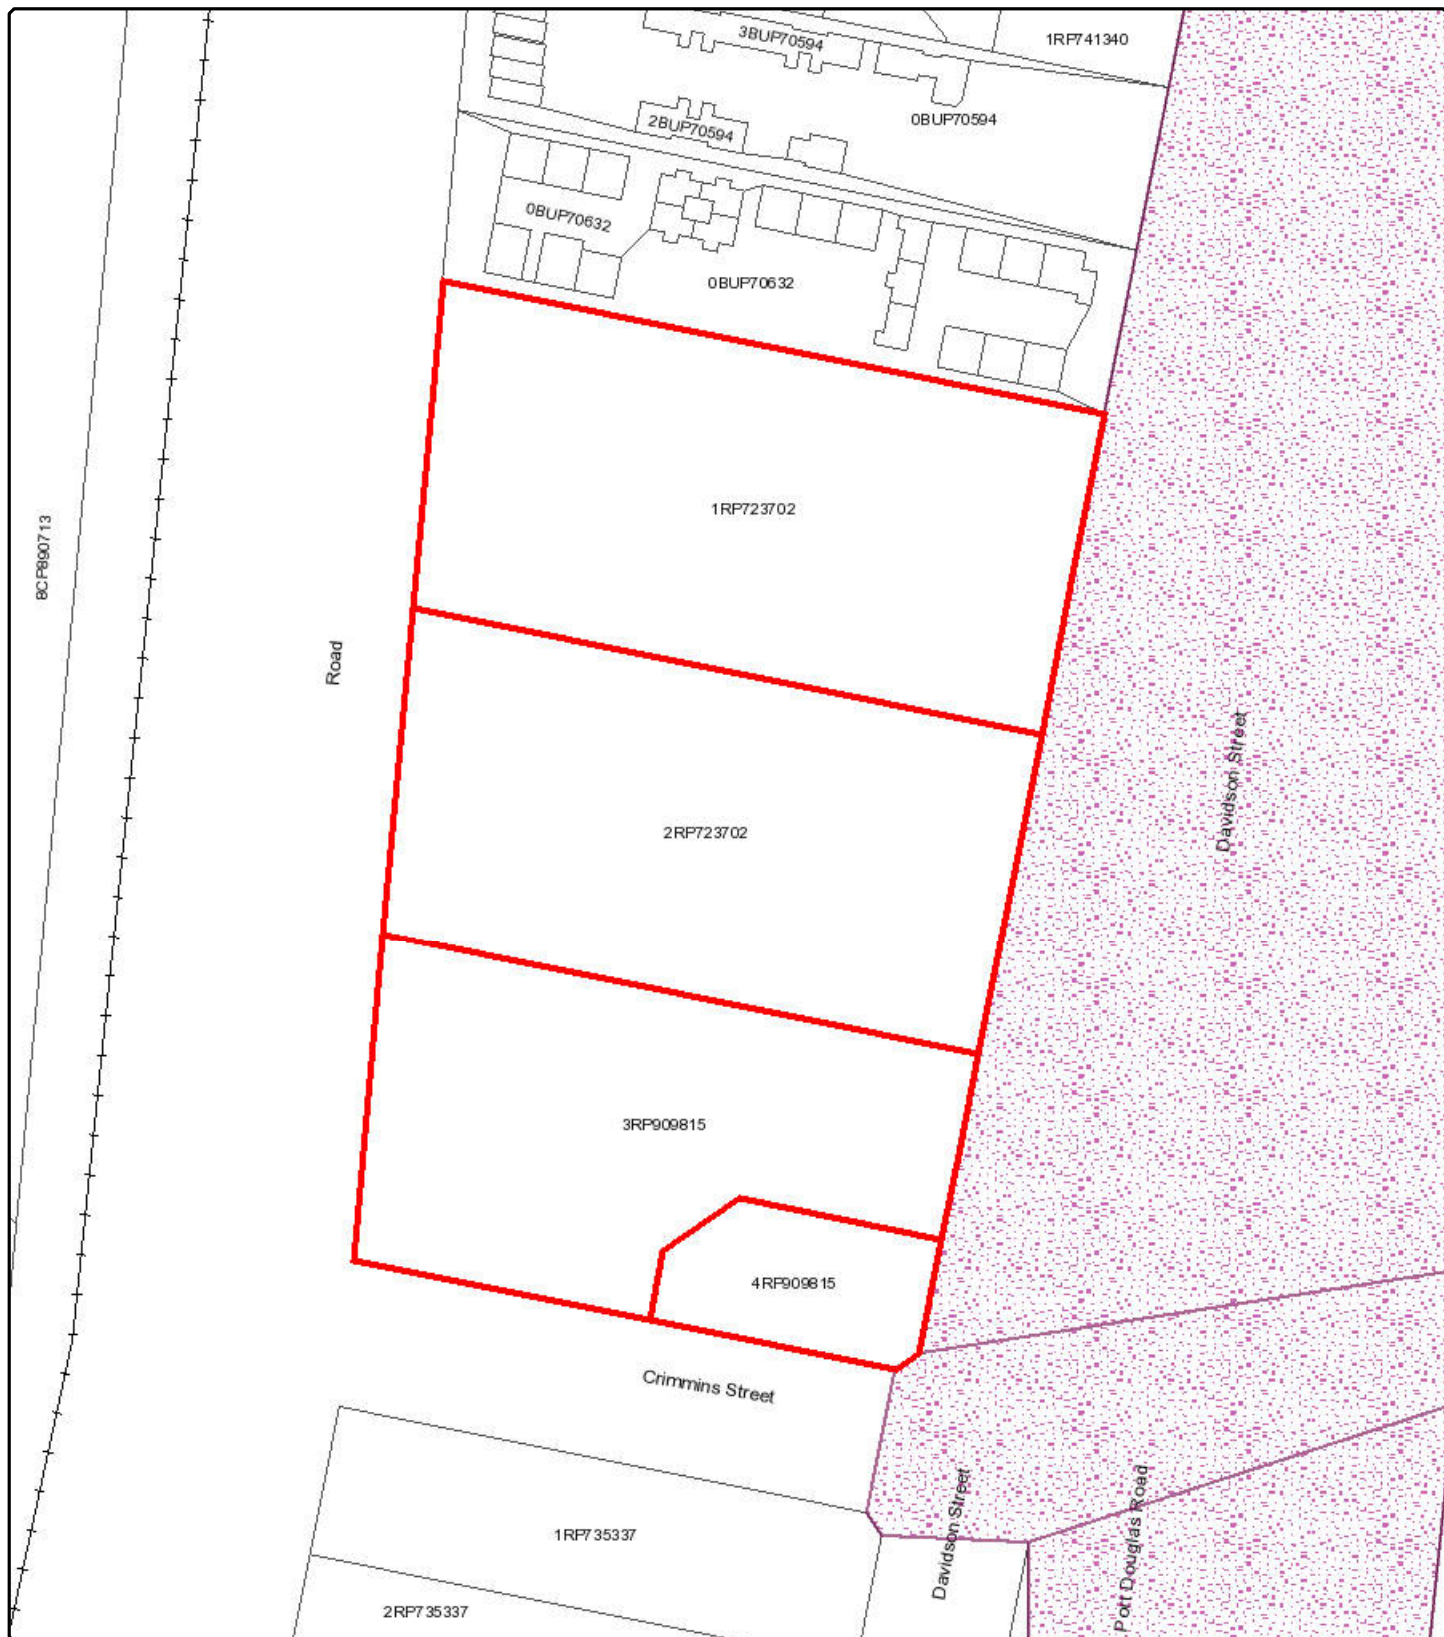 3BUP70594
1RP741340
2BUP70594
0BUP70594
0BUP70632
0BUP70632
1RP723702
8CP890713
Road
2RP723702
Davidson Street
3RP909815
4RP909815
Crimmins Street
Davidson Street
Port Douglas Road
1RP735337
2RP735337